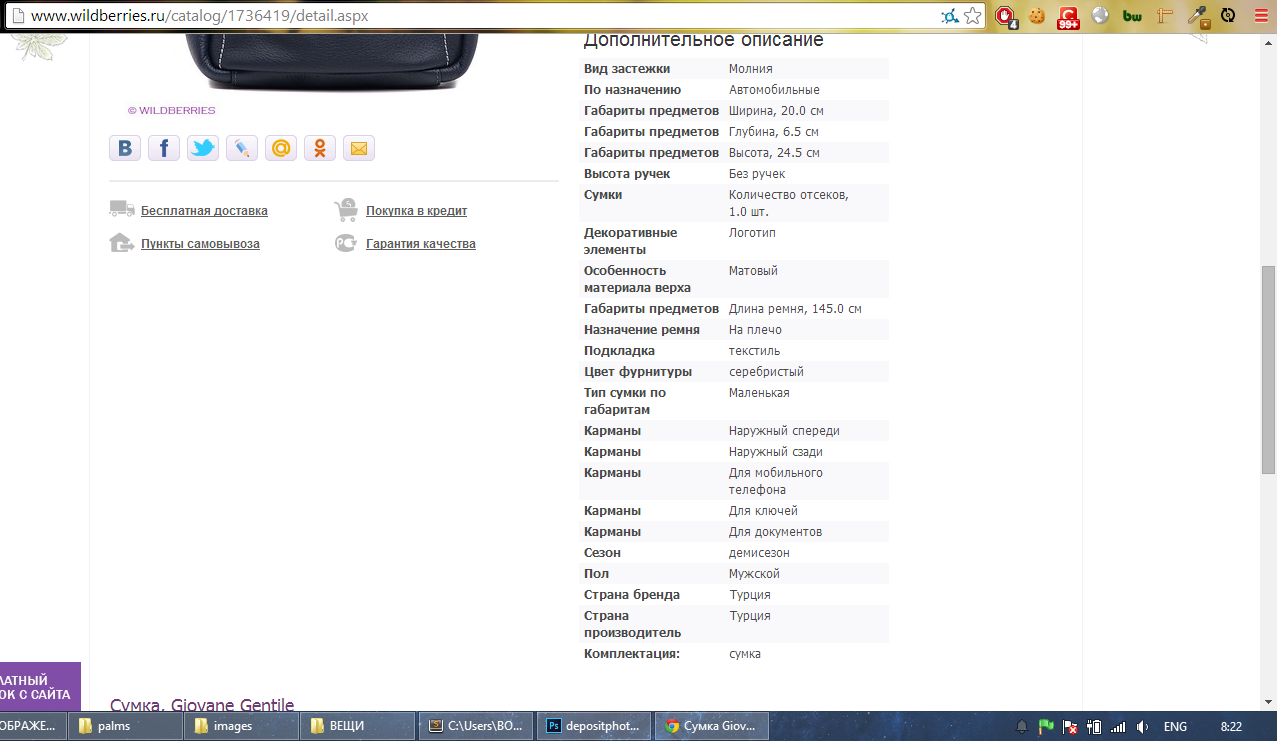 www.wildberries.ru/catalog/1736419/detail.aspx
4
99+
bw
Дополнительное описание
Вид застежки Молния
По назначению Автомобильные
Габариты предметов Ширина, 20.0 см
Габариты предметов Глубина, 6.5 см
Габариты предметов Высота, 24.5 см
Высота ручек Без ручек
Сумки Количество отсеков,
1.0 шт.
Декоративные Логотип
элементы
Особенность Матовый
материала верха
Габариты предметов Длина ремня, 145.0 см
Назначение ремня На плечо
Подкладка текстиль
Цвет фурнитуры серебристый
Тип сумки по Маленькая
габаритам
Карманы Наружный спереди
Карманы Наружный сзади
Карманы Для мобильного
телефона
Карманы Для ключей
Карманы Для документов
Сезон демисезон
Пол Мужской
Страна бренда Турция
Страна Турция
производитель
Комплектация: сумка
© WILDBERRIES
Бесплатная доставка Покупка в кредит
Пункты самовывоза Гарантия качества
ЛАТНЫЙ
ОК С САЙТА
Сумка, Giovane Gentile
ОБРАЖЕ... palms images ВЕЩИ C:\Users\BO... depositphot... Сумка Giov... ENG 8:22